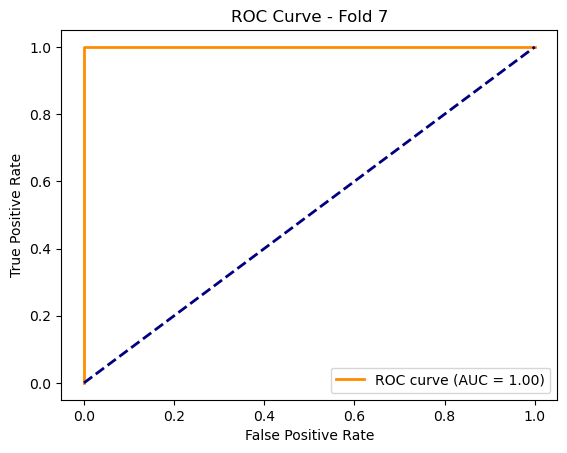 ROC Curve - Fold 7
True Positive Rate
1.0
0.8
0.6
0.4
0.2
0.0
ROC curve (AUC = 1.00)
0.0 0.2 0.4 0.6 0.8 1.0
False Positive Rate